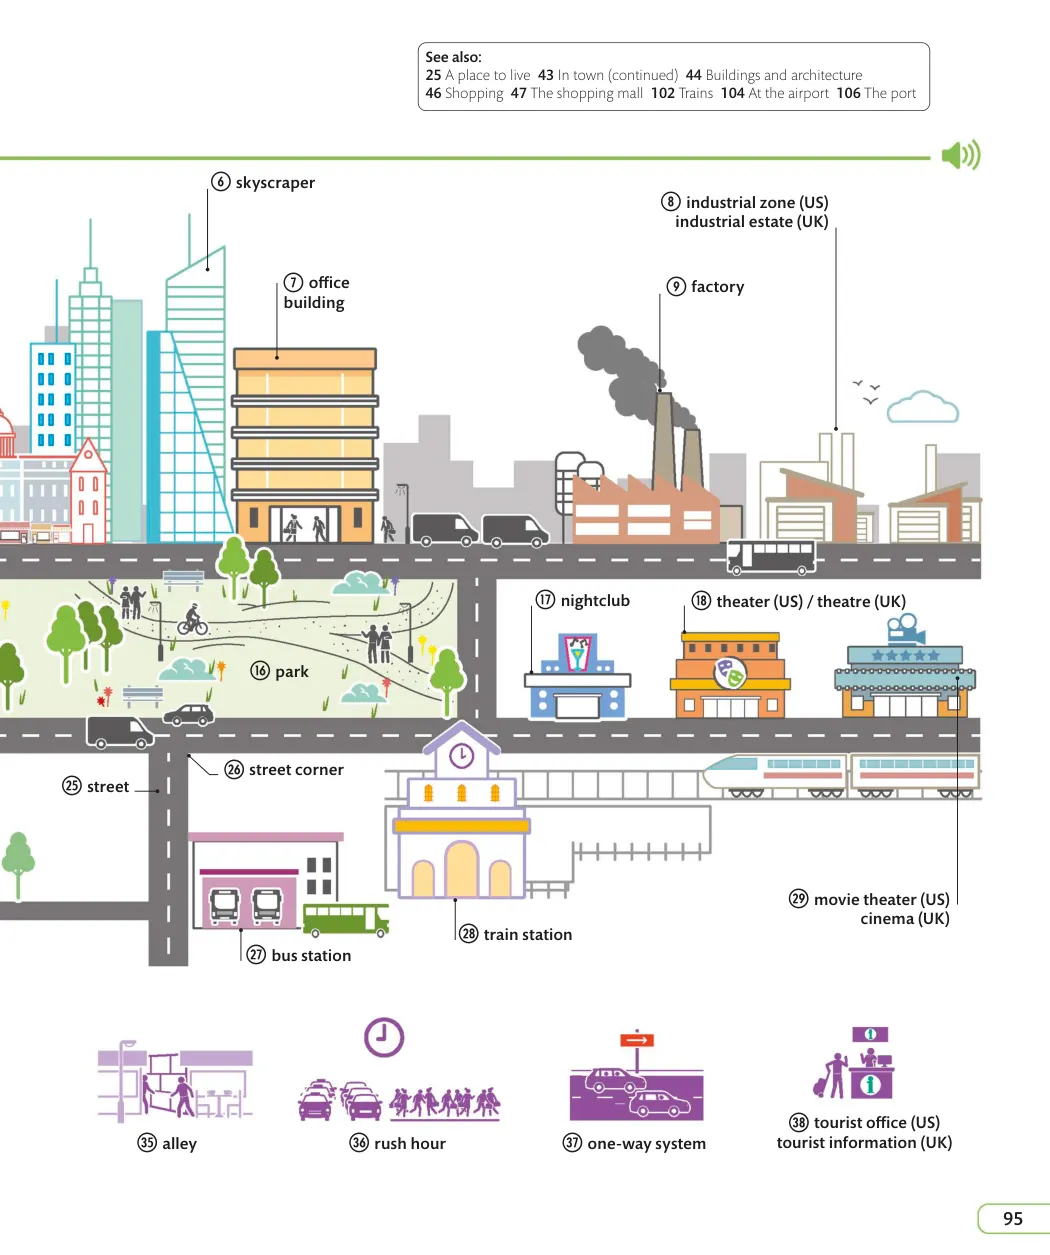 See also:
25 A place to live 43 In town (continued) 44 Buildings and architecture
46 Shopping 47 The shopping mall 102 Trains 104 At the airport 106 The port
6 skyscraper
8 industrial zone (US)
industrial estate (UK)
7 office
building
9 factory
17 nightclub
18 theater (US) / theatre (UK)
16 park
26 street corner
25 street
29 movie theater (US)
cinema (UK)
28 train station
27 bus station
35 alley
36 rush hour
37 one-way system
38 tourist office (US)
tourist information (UK)
i
i
95